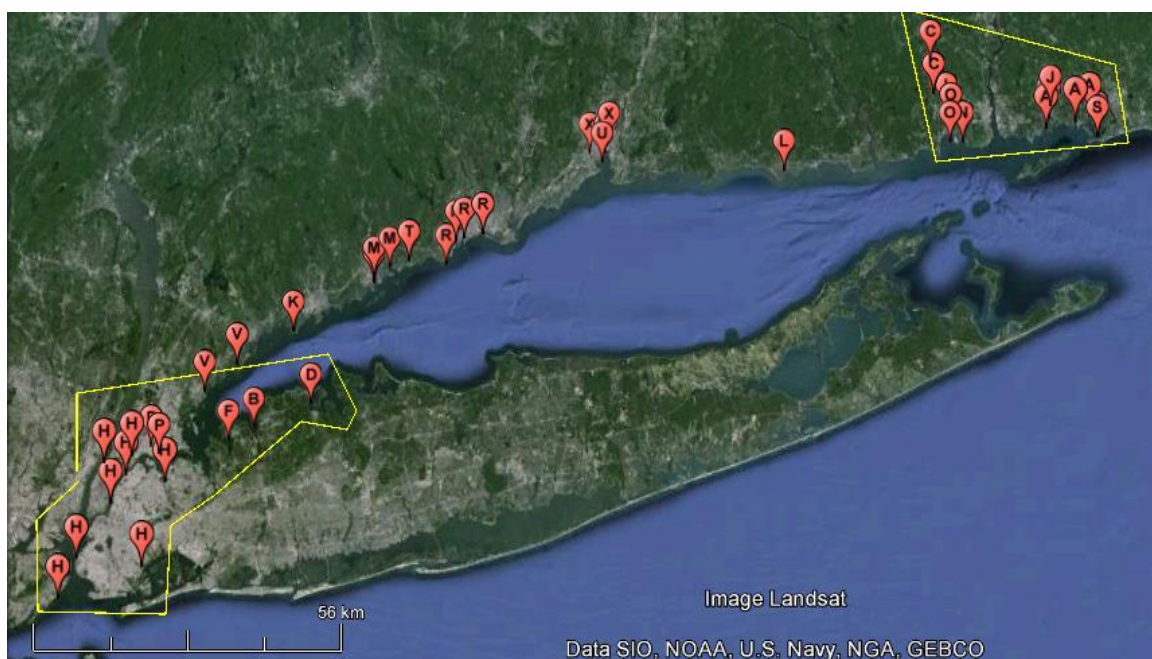 C
C
J
A
A
A
O
O
N
S
X
X
U
L
R
R
R
T
M
M
K
V
V
D
B
F
H
H
P
H
H
H
H
H
H
56 km
Image Landsat
Data SIO, NOAA, U.S. Navy, NGA, GEBCO